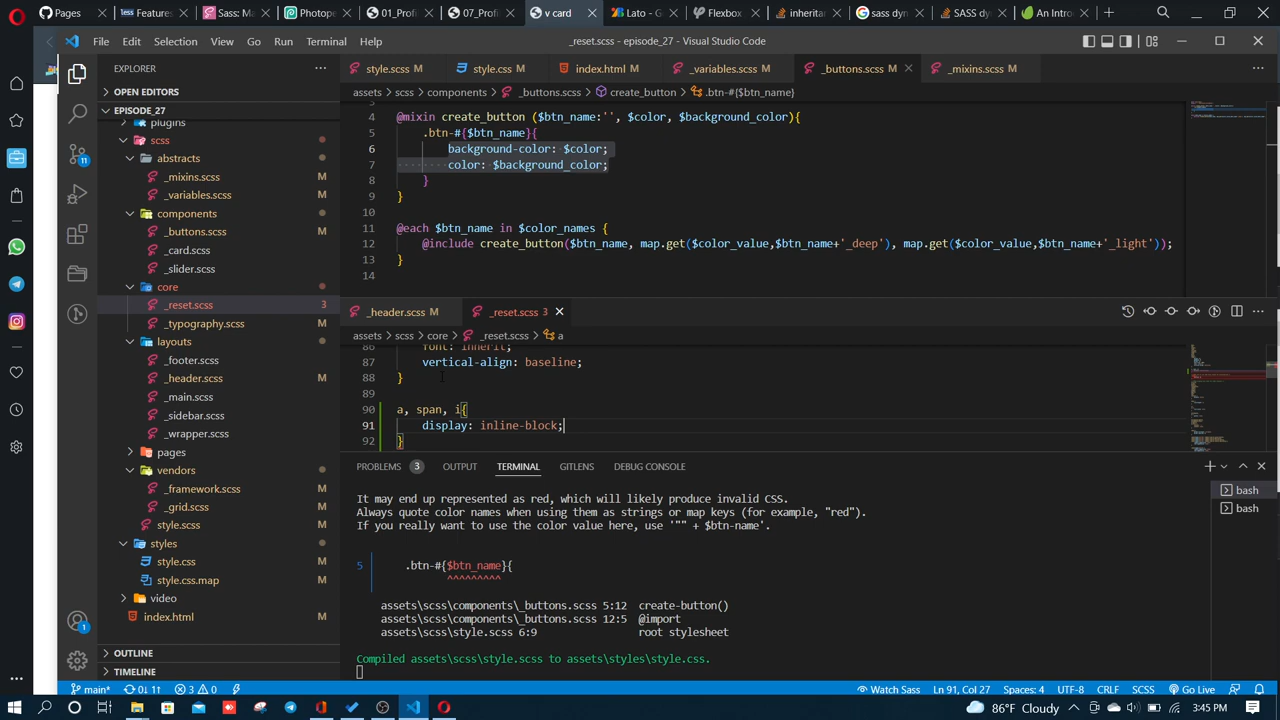 Pages
Features
Sass: Ma
Photope
01_Profi
07_Profi
v card
Lato - G
Flexbox
inheritan
sass dyn
SASS dy
An Intro
File Edit Selection View Go Run Terminal Help
_reset.scss - episode_27 - Visual Studio Code
EXPLORER
OPEN EDITORS
EPISODE_27
plugins
scss
abstracts
_mixins.scss M
_variables.scss M
components
_buttons.scss M
_card.scss
_slider.scss
core
_reset.scss 3
_typography.scss
layouts
_footer.scss
_header.scss M
_main.scss
_sidebar.scss
_wrapper.scss
pages
vendors
_framework.scss M
_grid.scss M
style.scss M
styles
style.css M
style.css.map M
video
index.html M
OUTLINE
TIMELINE
style.scss M
style.css M
index.html M
_variables.scss M
_buttons.scss M
_mixins.scss M
assets > scss > components > _buttons.scss > create_button > .btn-#{$btn_name}
3
4 @mixin create_button ($btn_name:'', $color, $background_color){
5 .btn-#{$btn_name}{
6 background-color: $color;
7 color: $background_color;
8 }
9 }
10
11 @each $btn_name in $color_names {
12 @include create_button($btn_name, map.get($color_value,$btn_name+'_deep'), map.get($color_value,$btn_name+'_light'));
13 }
14
_header.scss M
_reset.scss 3
assets > scss > core > _reset.scss > a
86 font: inherit;
87 vertical-align: baseline;
88 }
89
90 a, span, i{
91 display: inline-block;
92 }
PROBLEMS 3 OUTPUT TERMINAL GITLENS DEBUG CONSOLE
bash
bash
It may end up represented as red, which will likely produce invalid CSS.
Always quote color names when using them as strings or map keys (for example, "red").
If you really want to use the color value here, use '"" + $btn-name'.
5 .btn-#{$btn_name}{
^^^^^^^^^
assets\scss\components\_buttons.scss 5:12 create-button()
assets\scss\components\_buttons.scss 12:5 @import
assets\scss\style.scss 6:9 root stylesheet
Compiled assets\scss\style.scss to assets\styles\style.css.
main* 0↓ 1↑ 3 0
Watch Sass Ln 91, Col 27 Spaces: 4 UTF-8 CRLF SCSS Go Live
86°F Cloudy
3:45 PM